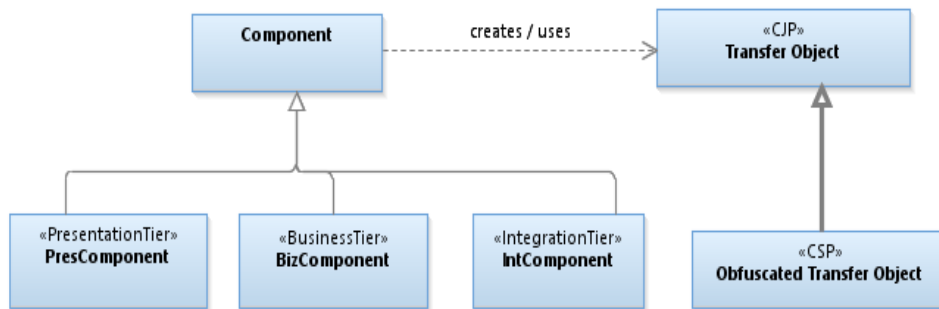 Component
creates / uses
«CJP»
Transfer Object
«PresentationTier»
PresComponent
«BusinessTier»
BizComponent
«IntegrationTier»
IntComponent
«CSP»
Obfuscated Transfer Object